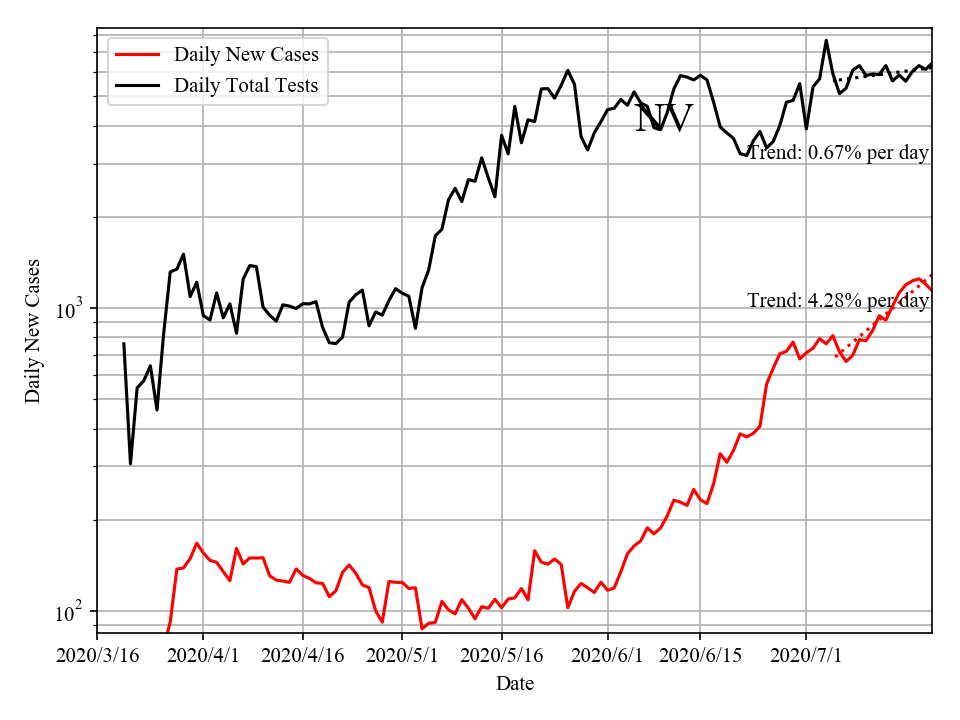 Daily New Cases
Daily Total Tests
NV
Trend: 0.67% per day
Trend: 4.28% per day
10³
10²
Daily New Cases
2020/3/16 2020/4/1 2020/4/16 2020/5/1 2020/5/16 2020/6/1 2020/6/15 2020/7/1
Date